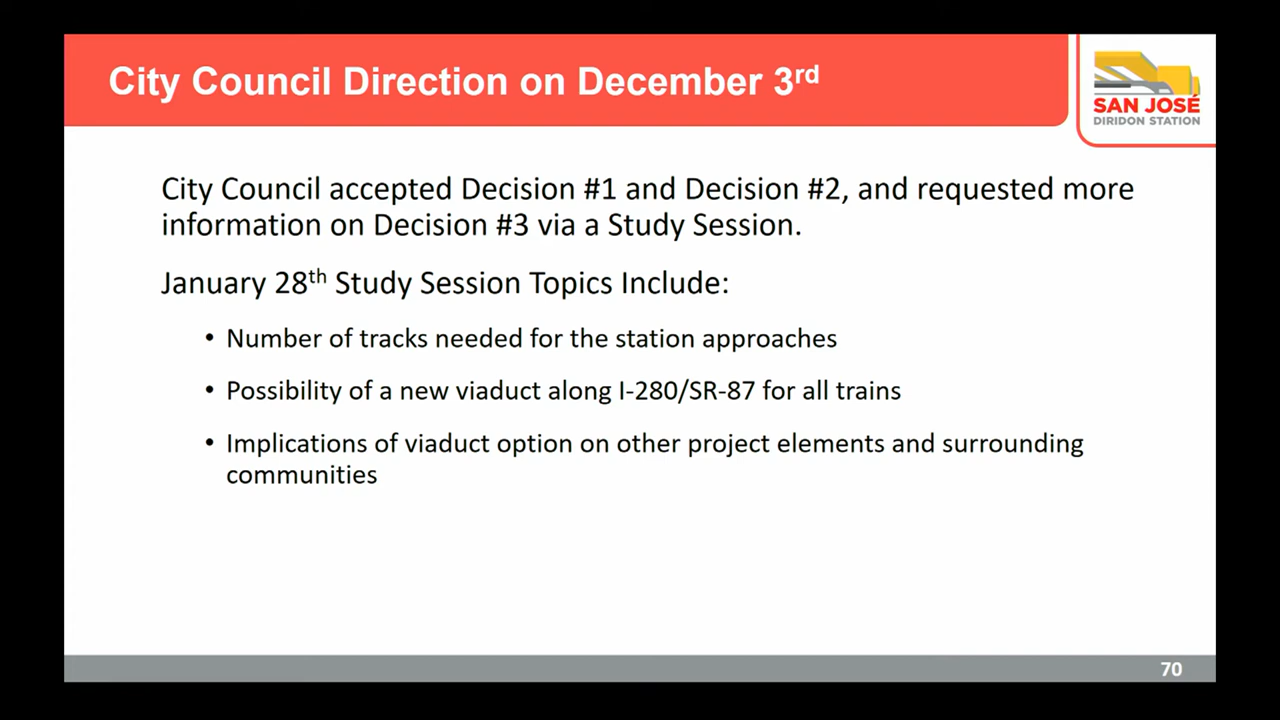 City Council Direction on December 3rd
SAN JOSÉ
DIRIDON STATION
City Council accepted Decision #1 and Decision #2, and requested more
information on Decision #3 via a Study Session.
January 28th Study Session Topics Include:
• Number of tracks needed for the station approaches
• Possibility of a new viaduct along I-280/SR-87 for all trains
• Implications of viaduct option on other project elements and surrounding
communities
70